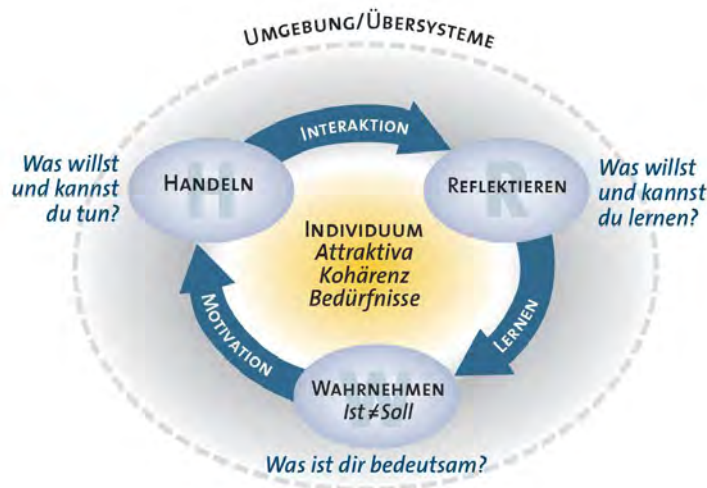 UMGEBUNG/ÜBERSYSTEME
INTERAKTION
Was willst
und kannst
du tun?
H
HANDELN
R
REFLEKTIEREN
Was willst
und kannst
du lernen?
INDIVIDUUM
Attraktiva
Kohärenz
Bedürfnisse
MOTIVATION
LERNEN
W
WAHRNEHMEN
Ist≠Soll
Was ist dir bedeutsam?